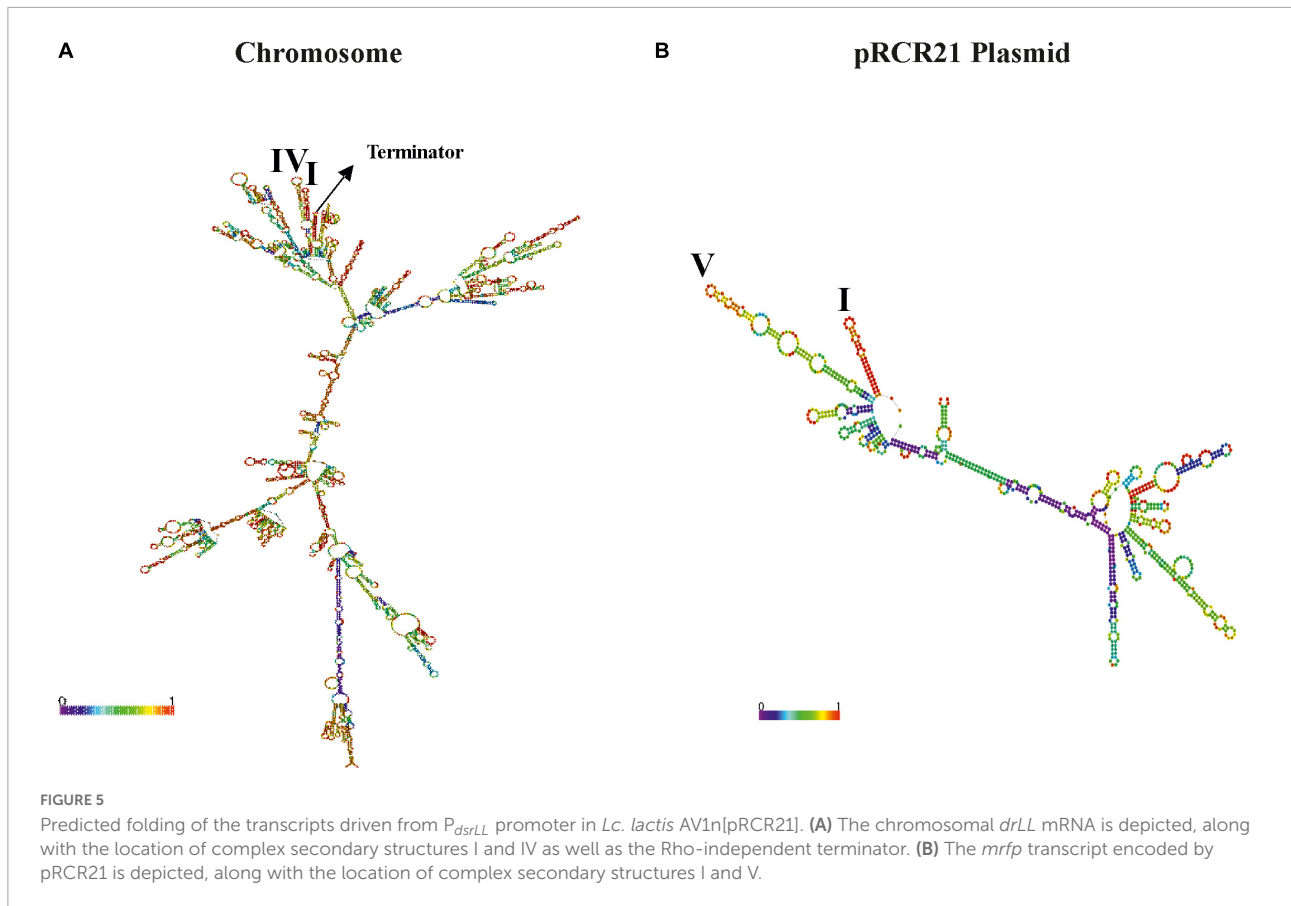 A
Chromosome
B
pRCR21 Plasmid
IV
I
Terminator
V
I
0 1
0 1
FIGURE 5
Predicted folding of the transcripts driven from PdsrLL promoter in Lc. lactis AV1n[pRCR21]. (A) The chromosomal drLL mRNA is depicted, along
with the location of complex secondary structures I and IV as well as the Rho-independent terminator. (B) The mrfp transcript encoded by
pRCR21 is depicted, along with the location of complex secondary structures I and V.